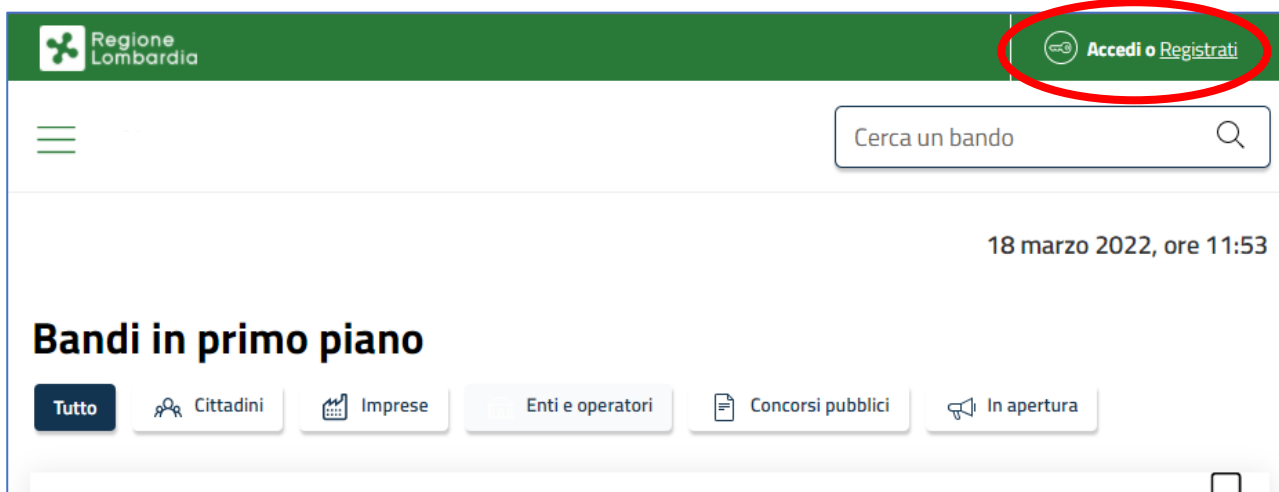 Regione
Lombardia
Accedi o Registrati
Cerca un bando
18 marzo 2022, ore 11:53
Bandi in primo piano
Tutto Cittadini Imprese Enti e operatori Concorsi pubblici In apertura